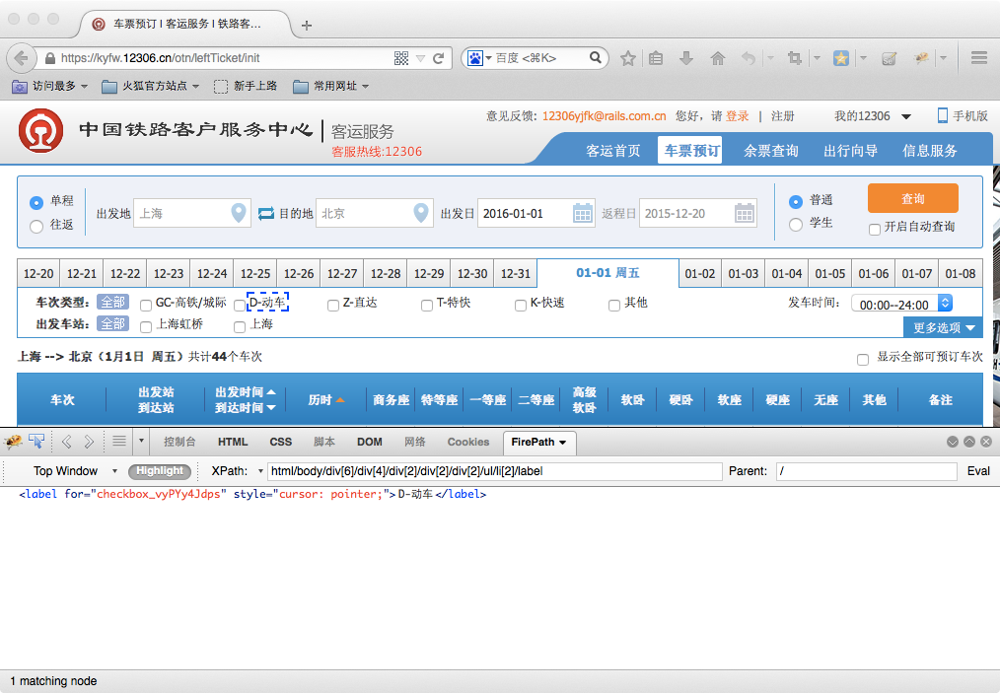 车票预订 | 客运服务 | 铁路客...
https://kyfw.12306.cn/otn/leftTicket/init
百度 <⌘K>
访问最多 火狐官方站点 新手上路 常用网址
意见反馈: 12306yjfk@rails.com.cn 您好，请 登录 | 注册 我的12306 手机版
中国铁路客户服务中心 客运服务
客服热线:12306
客运首页 车票预订 余票查询 出行向导 信息服务
单程
往返
出发地 上海 目的地 北京 出发日 2016-01-01 返程日 2015-12-20
普通
学生
查询
开启自动查询
12-20 12-21 12-22 12-23 12-24 12-25 12-26 12-27 12-28 12-29 12-30 12-31 01-01 周五 01-02 01-03 01-04 01-05 01-06 01-07 01-08
车次类型： 全部 GC-高铁/城际 D-动车 Z-直达 T-特快 K-快速 其他 发车时间： 00:00--24:00
出发车站： 全部 上海虹桥 上海
更多选项
上海 --> 北京（1月1日 周五）共计44个车次 显示全部可预订车次
车次 出发站 到达站 出发时间 到达时间 历时 商务座 特等座 一等座 二等座 高级软卧 软卧 硬卧 软座 硬座 无座 其他 备注
控制台 HTML CSS 脚本 DOM 网络 Cookies FirePath
Top Window Highlight XPath: html/body/div[6]/div[4]/div[2]/div[2]/div[2]/ul/li[2]/label Parent: / Eval
<label for="checkbox_vyPYy4Jdps" style="cursor: pointer;">D-动车</label>
1 matching node